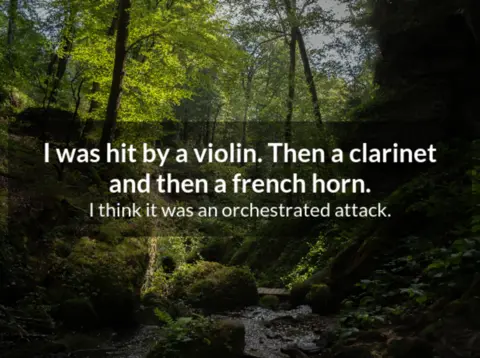 I was hit by a violin. Then a clarinet
and then a french horn.
I think it was an orchestrated attack.